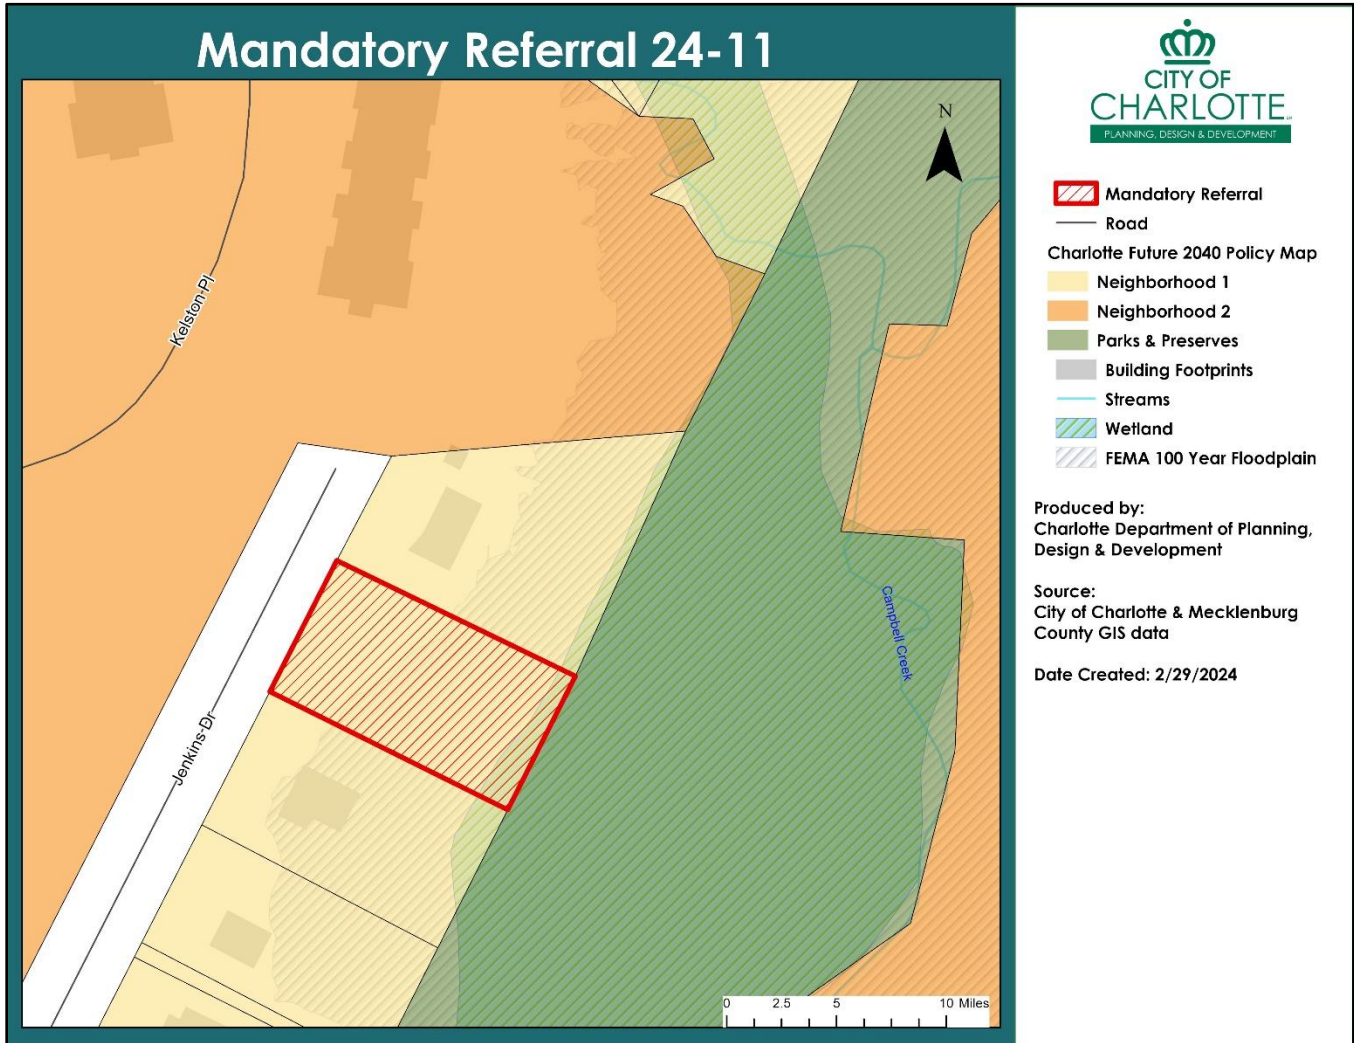 Mandatory Referral 24-11
N
Kelston Pl
Jenkins Dr
Campbell Creek
0 2.5 5 10 Miles
CITY OF
CHARLOTTE
PLANNING, DESIGN & DEVELOPMENT
Mandatory Referral
Road
Charlotte Future 2040 Policy Map
Neighborhood 1
Neighborhood 2
Parks & Preserves
Building Footprints
Streams
Wetland
FEMA 100 Year Floodplain
Produced by:
Charlotte Department of Planning,
Design & Development
Source:
City of Charlotte & Mecklenburg
County GIS data
Date Created: 2/29/2024